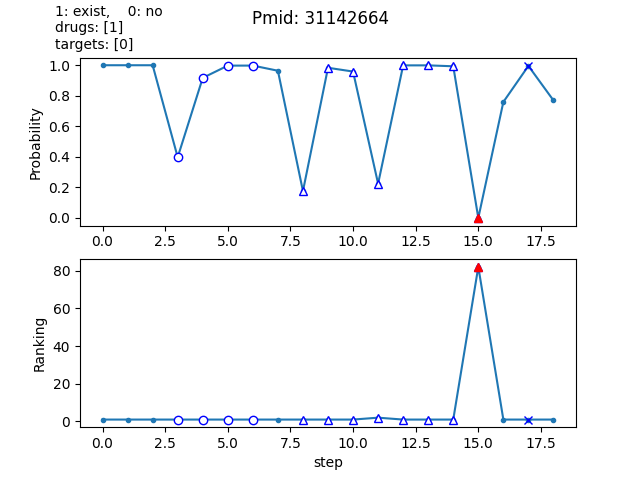 1: exist,    0: no
drugs: [1]
targets: [0]
Pmid: 31142664
Probability
1.0
0.8
0.6
0.4
0.2
0.0
0.0 2.5 5.0 7.5 10.0 12.5 15.0 17.5
Ranking
80
60
40
20
0
0.0 2.5 5.0 7.5 10.0 12.5 15.0 17.5
step